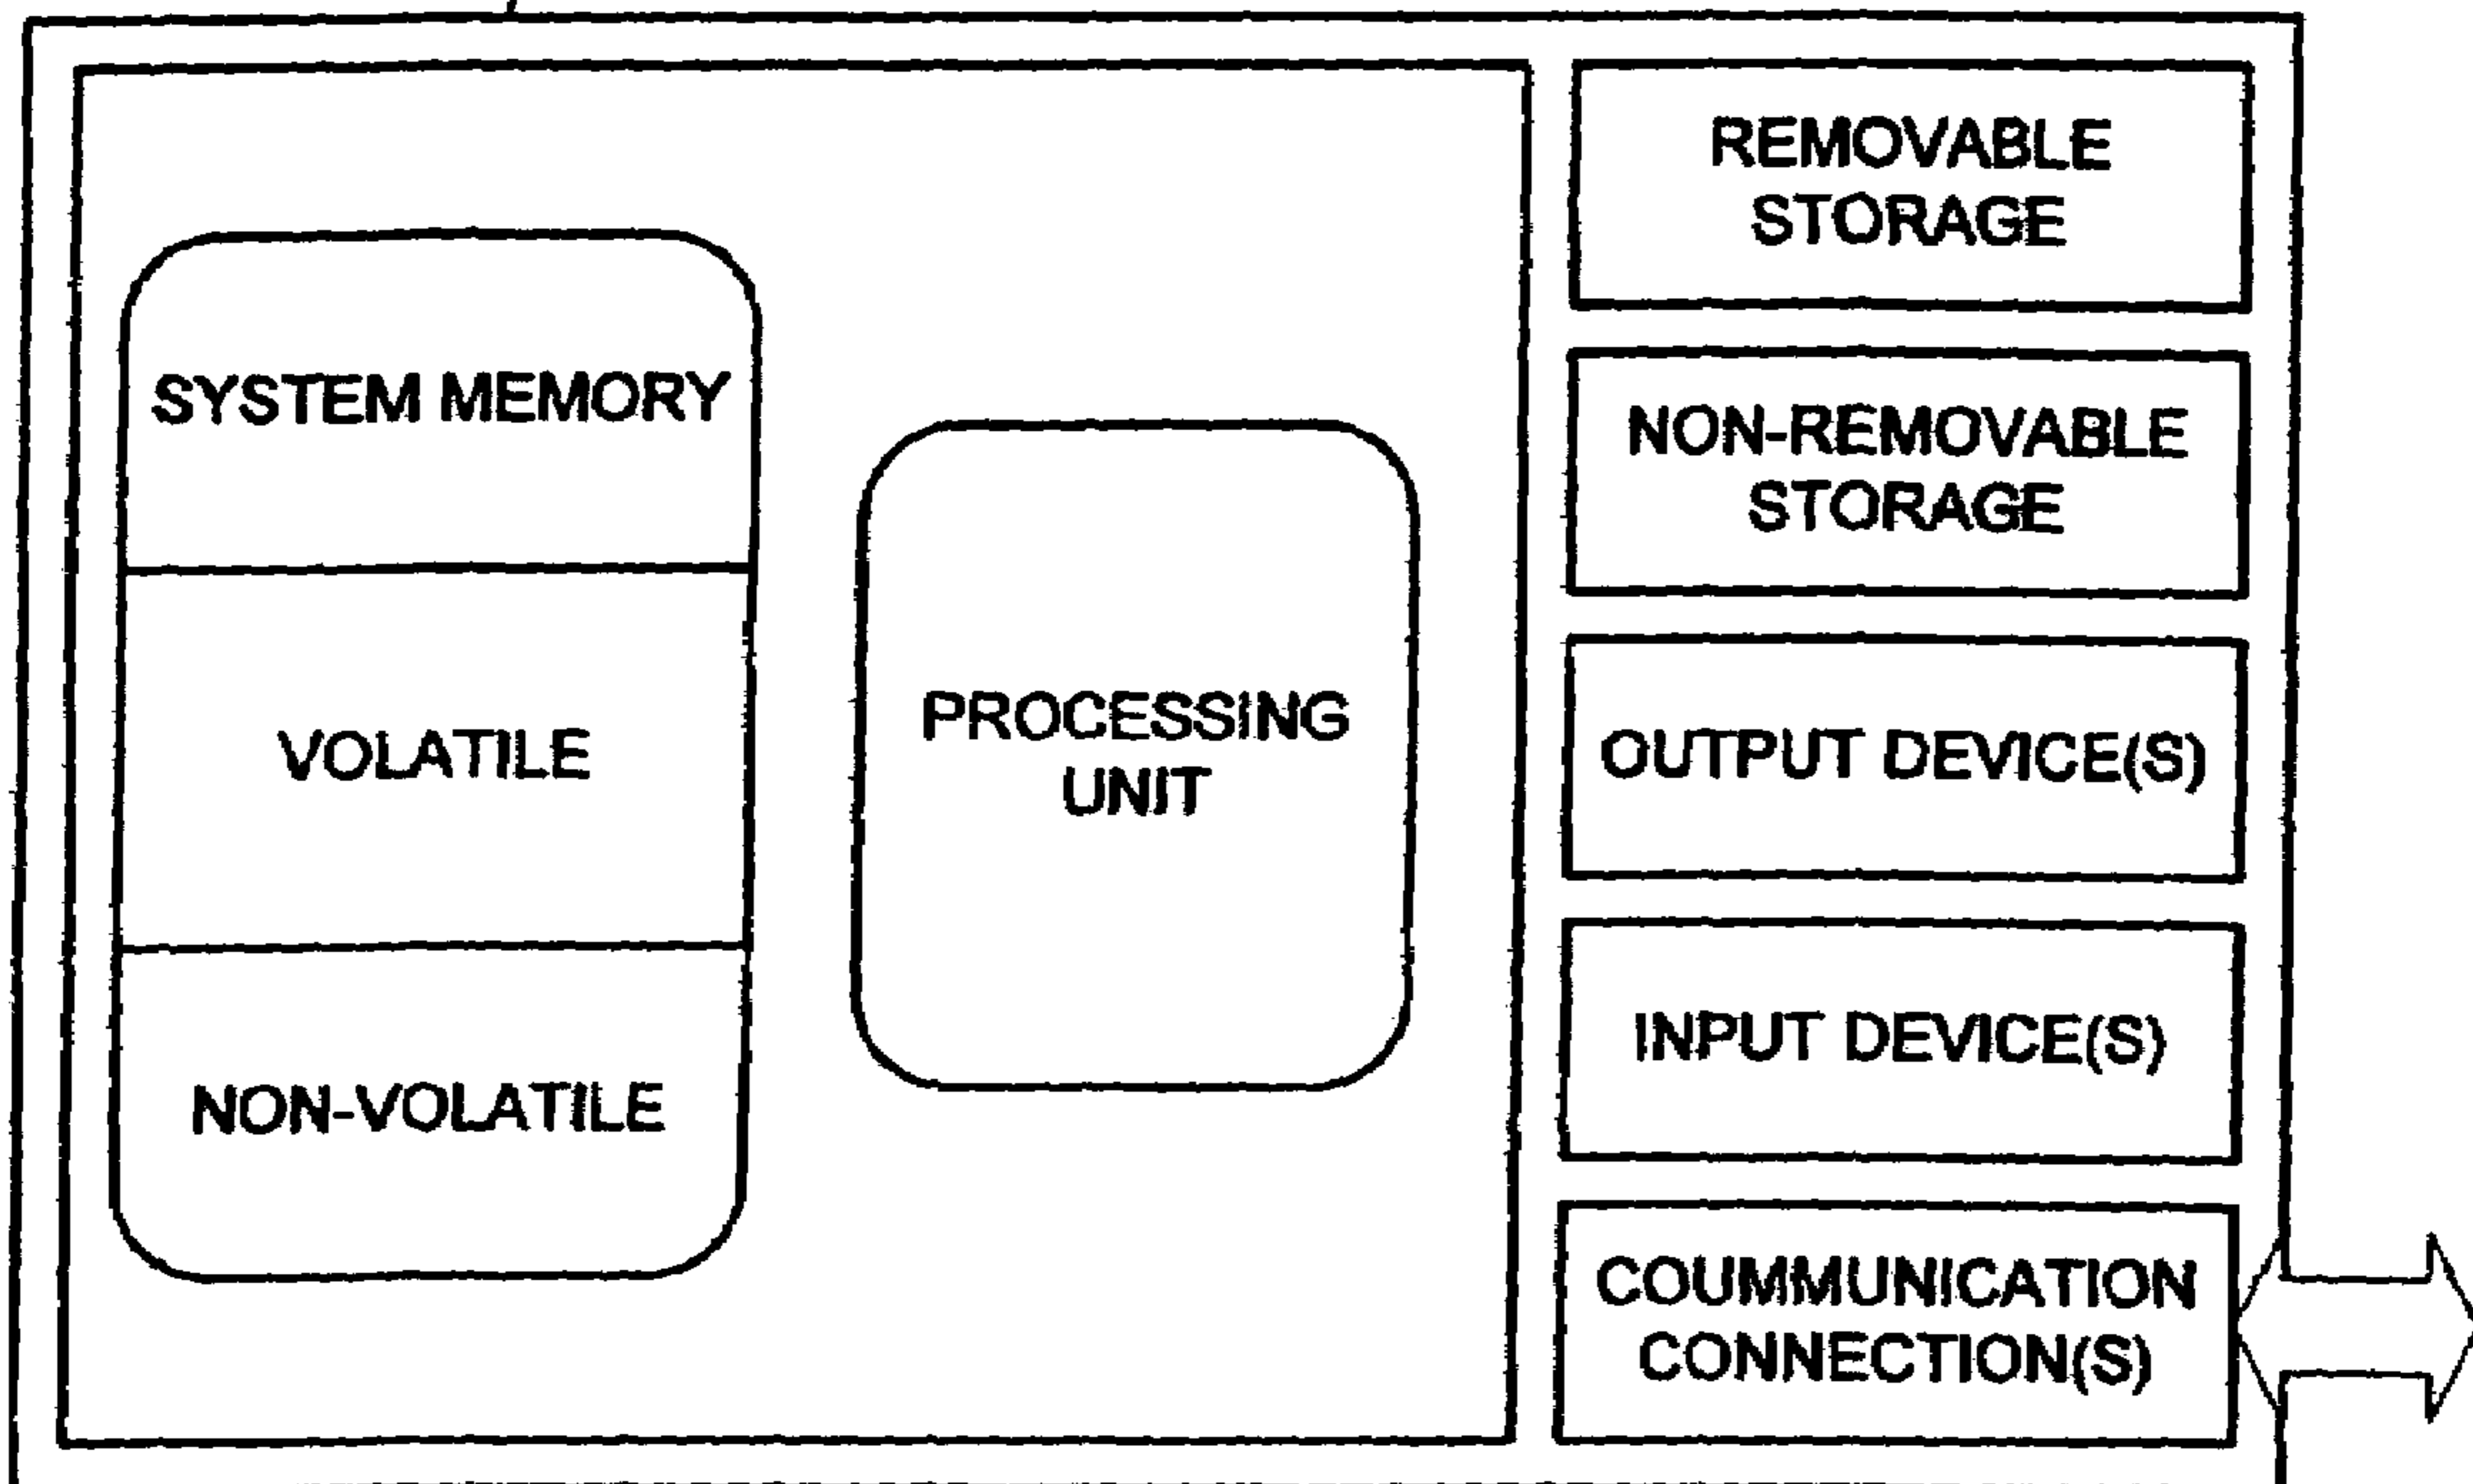 SYSTEM MEMORY
VOLATILE
NON-VOLATILE
PROCESSING
UNIT
REMOVABLE
STORAGE
NON-REMOVABLE
STORAGE
OUTPUT DEVICE(S)
INPUT DEVICE(S)
COUMMUNICATION
CONNECTION(S)